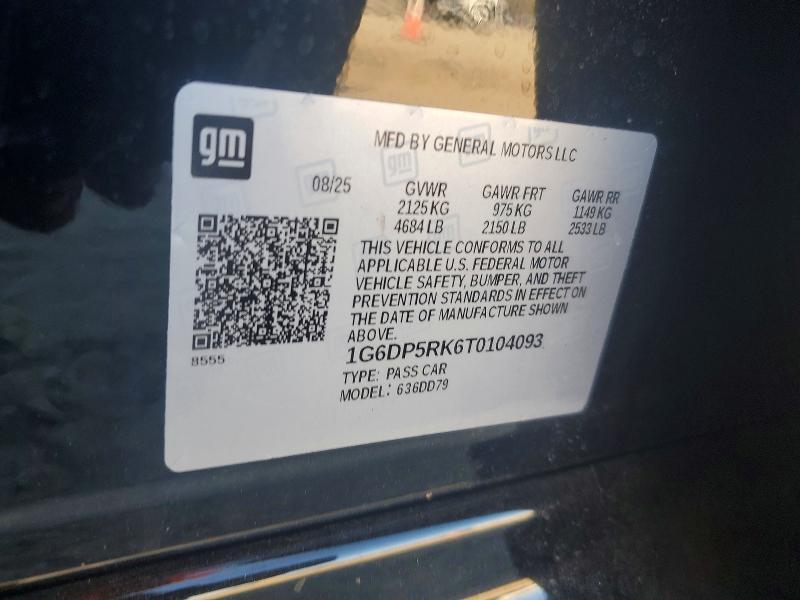 gm
MFD BY GENERAL MOTORS LLC
08/25 GVWR GAWR FRT GAWR RR
2125 KG 975 KG 1149 KG
4684 LB 2150 LB 2533 LB
THIS VEHICLE CONFORMS TO ALL
APPLICABLE U.S. FEDERAL MOTOR
VEHICLE SAFETY, BUMPER, AND THEFT
PREVENTION STANDARDS IN EFFECT ON
THE DATE OF MANUFACTURE SHOWN
ABOVE.
8555
1G6DP5RK6T0104093
TYPE: PASS CAR
MODEL: 636DD79